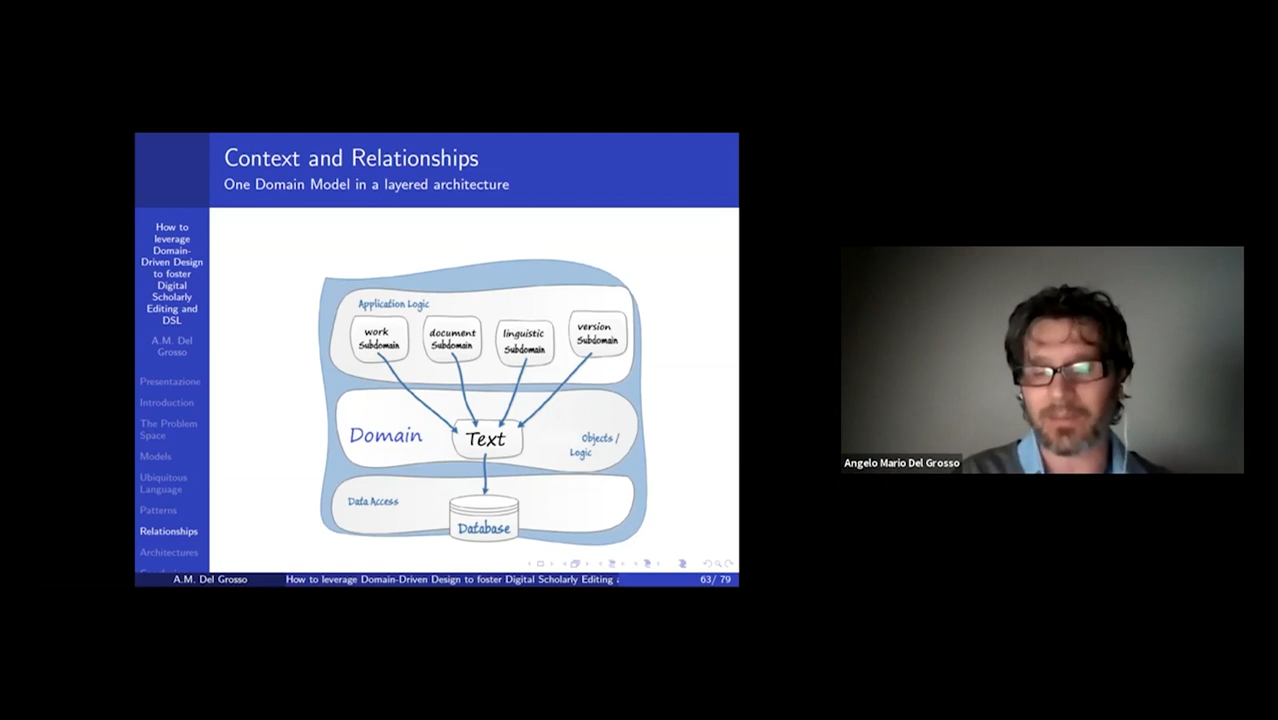 Context and Relationships
One Domain Model in a layered architecture
How to
leverage
Domain-
Driven Design
to foster
Digital
Scholarly
Editing and
DSL
A.M. Del
Grosso
Presentazione
Introduction
The Problem
Space
Models
Ubiquitous
Language
Patterns
Relationships
Architectures
Application Logic
work
Subdomain
document
Subdomain
linguistic
Subdomain
version
Subdomain
Domain
Text
Objects /
Logic
Data Access
Database
A.M. Del Grosso
How to leverage Domain-Driven Design to foster Digital Scholarly Editing
63/ 79
Angelo Mario Del Grosso